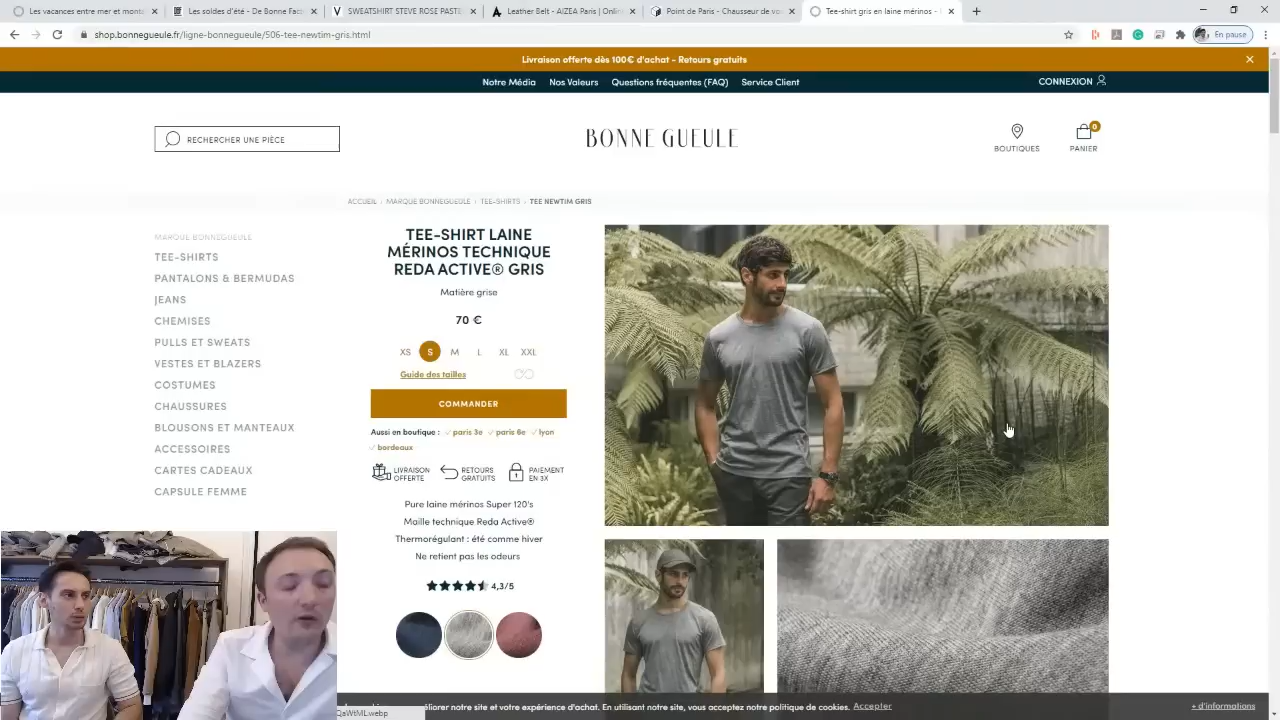 Les vacances entre montagne e
Les soldes d'été - De Bonne Fact
SWEATSHIRT STEVE ROSE PASTE
Leather Belt - AIZEA Paris | Onlin
Point de Paris - Chausseur de vo
Tee-shirt gris en laine mérinos -
shop.bonnegueule.fr/ligne-bonnegueule/506-tee-newtim-gris.html
En pause
Livraison offerte dès 100€ d'achat - Retours gratuits
Notre Média Nos Valeurs Questions fréquentes (FAQ) Service Client
CONNEXION
RECHERCHER UNE PIÈCE
BONNE GUEULE
0
BOUTIQUES
PANIER
ACCUEIL › MARQUE BONNEGUEULE › TEE-SHIRTS › TEE NEWTIM GRIS
MARQUE BONNEGUEULE
TEE-SHIRTS
PANTALONS & BERMUDAS
JEANS
CHEMISES
PULLS ET SWEATS
VESTES ET BLAZERS
COSTUMES
CHAUSSURES
BLOUSONS ET MANTEAUX
ACCESSOIRES
CARTES CADEAUX
CAPSULE FEMME
TEE-SHIRT LAINE
MÉRINOS TECHNIQUE
REDA ACTIVE® GRIS
Matière grise
70 €
XS S M L XL XXL
Guide des tailles
COMMANDER
Aussi en boutique : ✓ paris 3e ✓ paris 6e ✓ lyon
✓ bordeaux
LIVRAISON
OFFERTE
RETOURS
GRATUITS
PAIEMENT
EN 3X
Pure laine mérinos Super 120's
Maille technique Reda Active®
Thermorégulant : été comme hiver
Ne retient pas les odeurs
4,3/5
améliorer notre site et votre expérience d'achat. En utilisant notre site, vous acceptez notre politique de cookies. Accepter
+ d'informations
QaWtML.webp